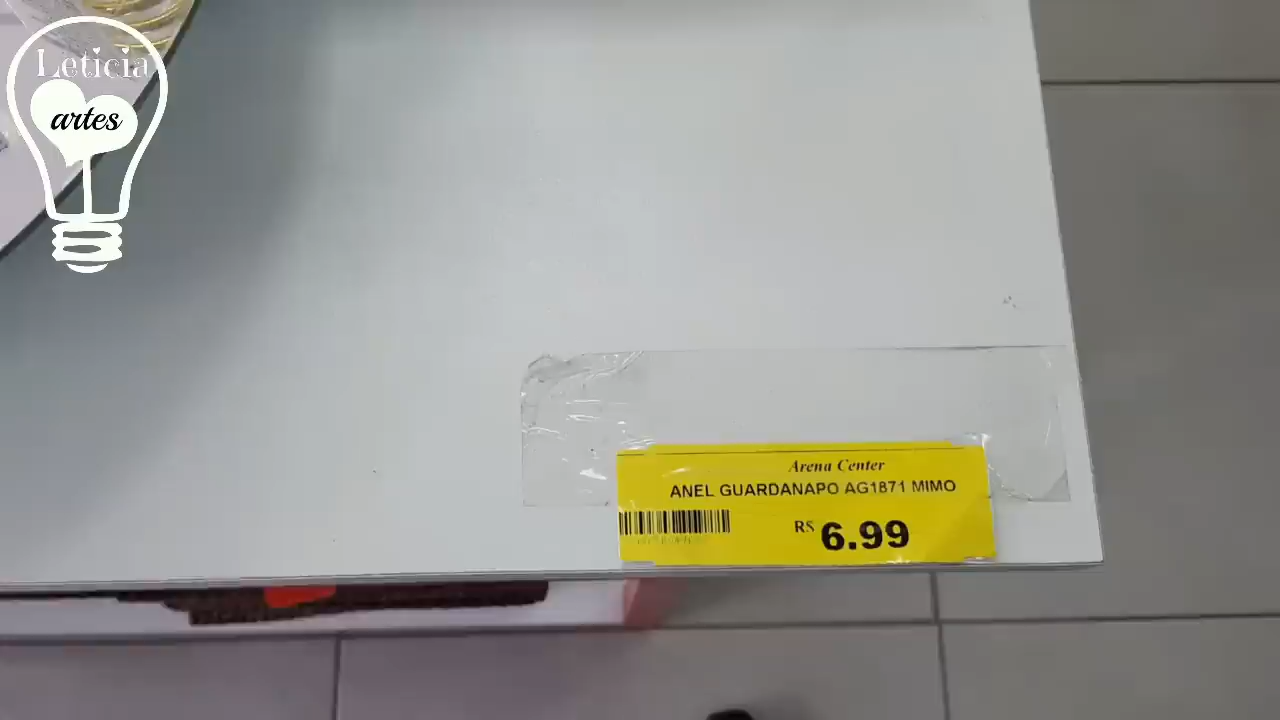 Leticia
artes
Arena Center
ANEL GUARDANAPO AG1871 MIMO
R$ 6.99